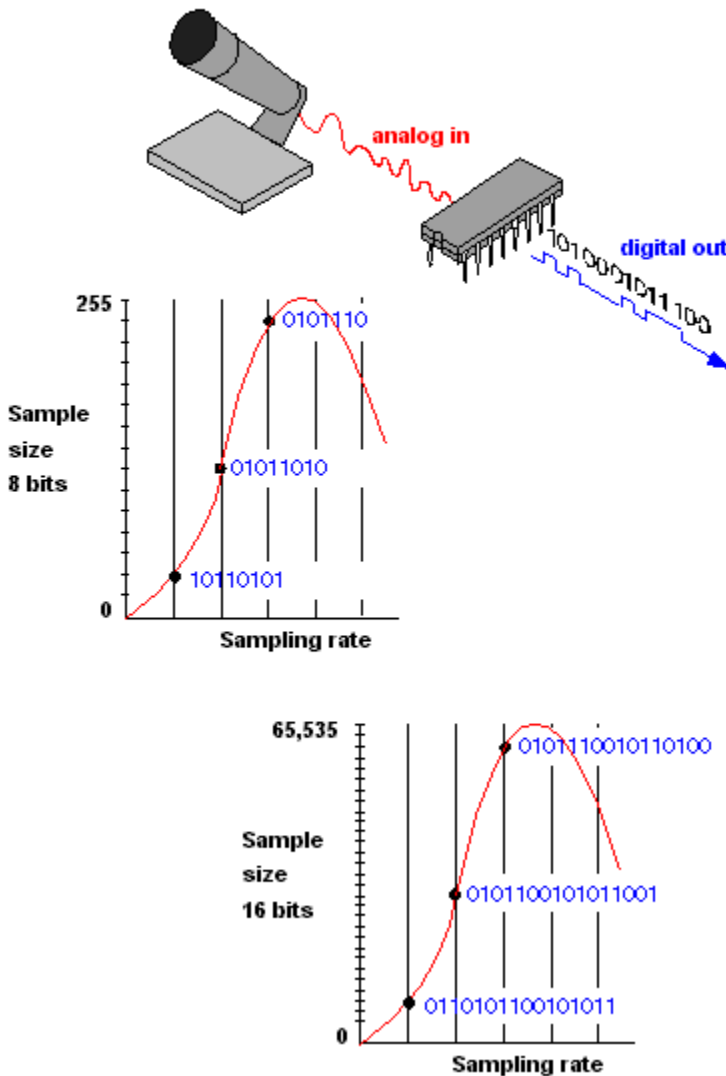 analog in
digital out
1010001011100
255
0101110
Sample
size
8 bits
01011010
10110101
0
Sampling rate
65,535
0101110010110100
Sample
size
16 bits
0101100101011001
0110101100101011
0
Sampling rate